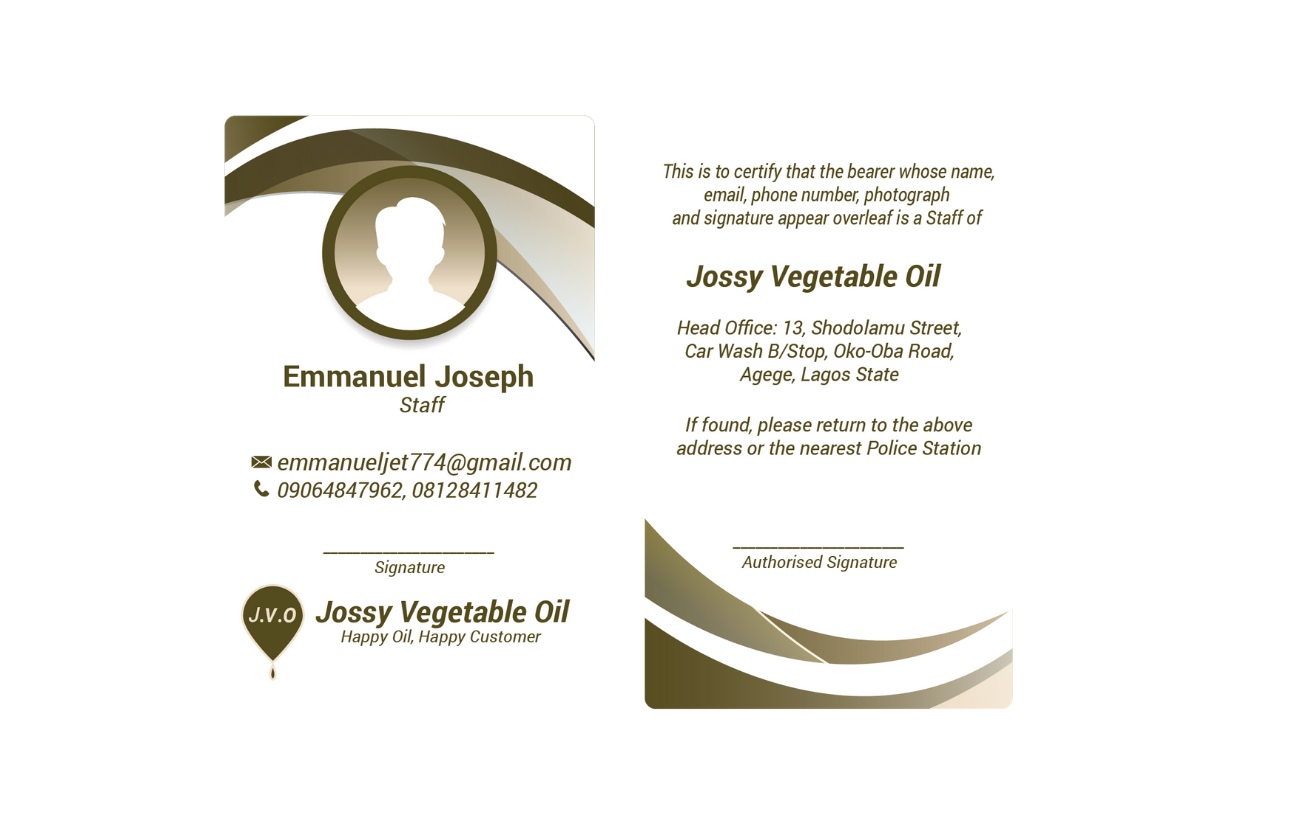 Emmanuel Joseph
Staff
emmanueljet774@gmail.com
09064847962, 08128411482
Signature
J.V.O
Jossy Vegetable Oil
Happy Oil, Happy Customer
This is to certify that the bearer whose name,
email, phone number, photograph
and signature appear overleaf is a Staff of
Jossy Vegetable Oil
Head Office: 13, Shodolamu Street,
Car Wash B/Stop, Oko-Oba Road,
Agege, Lagos State
If found, please return to the above
address or the nearest Police Station
Authorised Signature